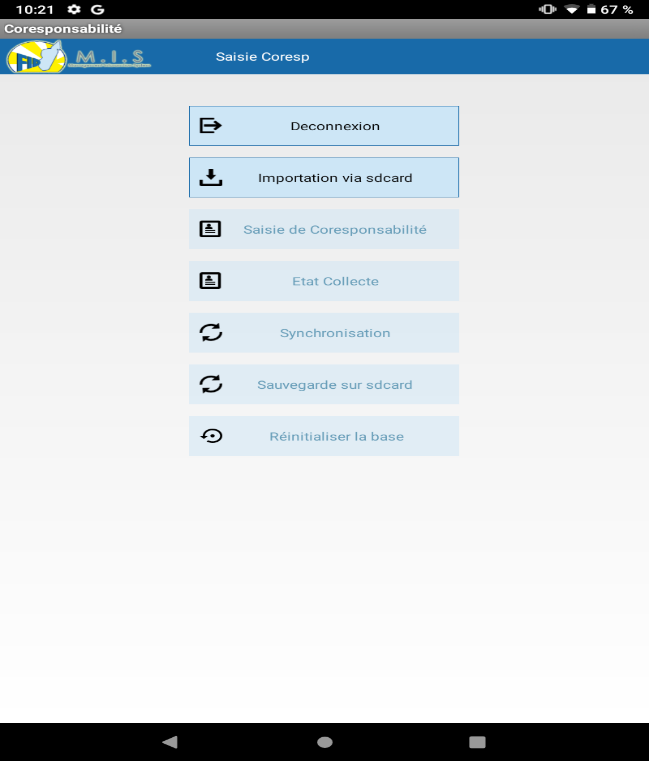 10:21 G 67 %
Coresponsabilité
FID M.I.S Saisie Coresp
Deconnexion
Importation via sdcard
Saisie de Coresponsabilité
Etat Collecte
Synchronisation
Sauvegarde sur sdcard
Réinitialiser la base